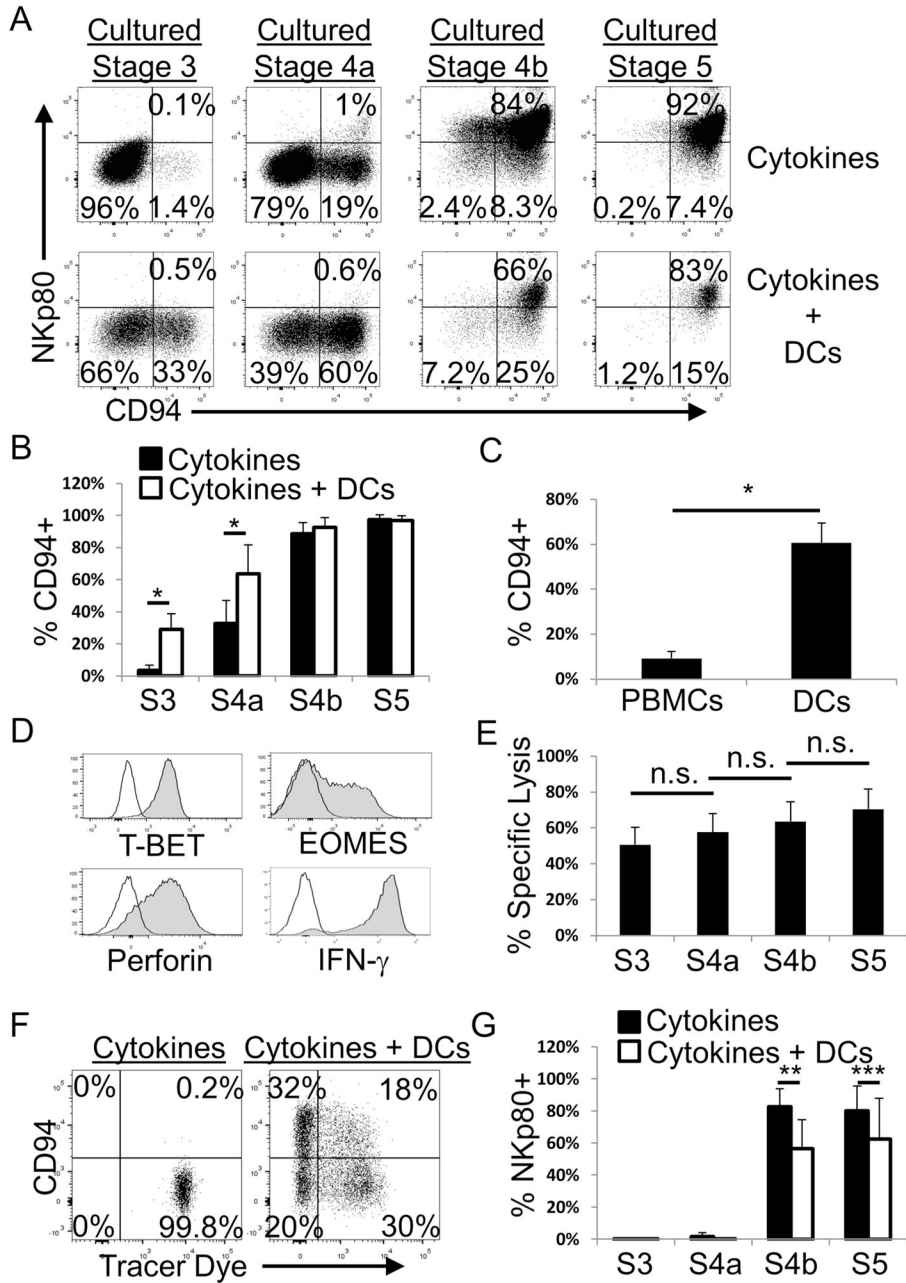 A
Cultured Stage 3
Cultured Stage 4a
Cultured Stage 4b
Cultured Stage 5
0.1%
96% 1.4%
1%
79% 19%
84%
2.4% 8.3%
92%
0.2% 7.4%
Cytokines
0.5%
66% 33%
0.6%
39% 60%
66%
7.2% 25%
83%
1.2% 15%
Cytokines + DCs
NKp80
CD94
B
Cytokines
Cytokines + DCs
% CD94+
120%
100%
80%
60%
40%
20%
0%
* *
S3 S4a S4b S5
C
% CD94+
80%
60%
40%
20%
0%
*
PBMCs DCs
D
T-BET
EOMES
Perforin
IFN-γ
E
% Specific Lysis
100%
80%
60%
40%
20%
0%
n.s. n.s. n.s.
S3 S4a S4b S5
F
Cytokines
Cytokines + DCs
0% 0.2%
0% 99.8%
32% 18%
20% 30%
CD94
Tracer Dye
G
Cytokines
Cytokines + DCs
% NKp80+
120%
100%
80%
60%
40%
20%
0%
** ***
S3 S4a S4b S5